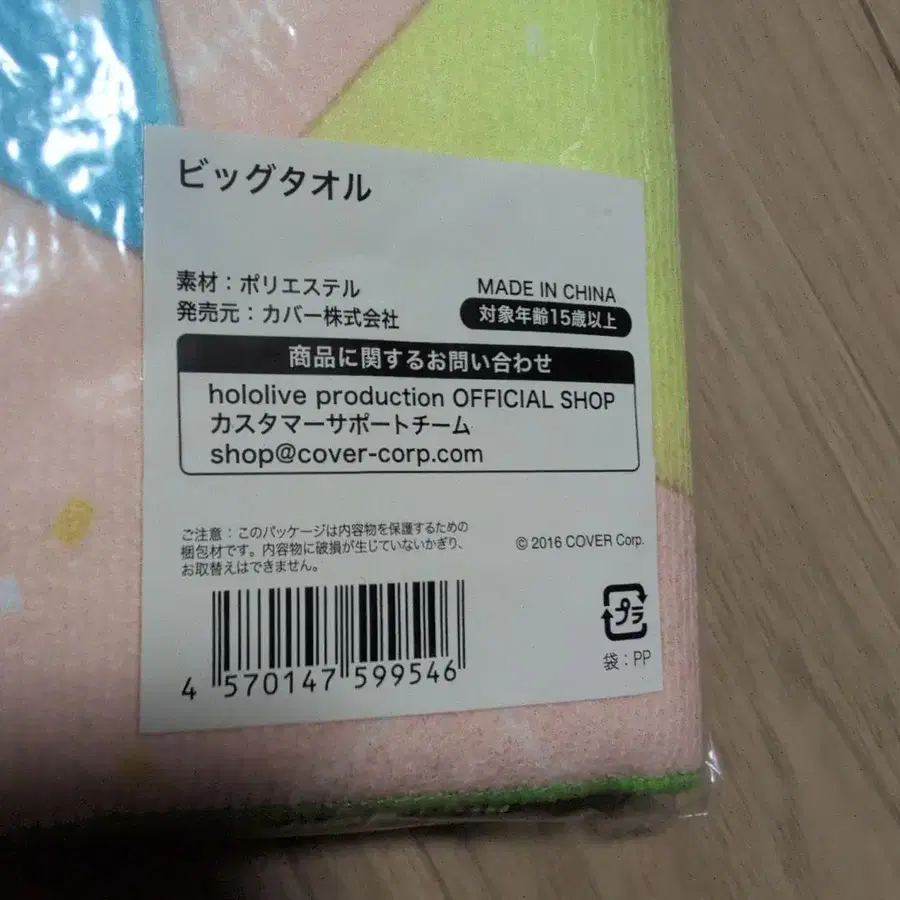 ビッグタオル
素材：ポリエステル
発売元：カバー株式会社
MADE IN CHINA
対象年齢15歳以上
商品に関するお問い合わせ
hololive production OFFICIAL SHOP
カスタマーサポートチーム
shop@cover-corp.com
ご注意：このパッケージは内容物を保護するための
梱包材です。内容物に破損が生じていないかぎり、
お取替えはできません。
© 2016 COVER Corp.
プラ
袋：PP
4 570147 599546